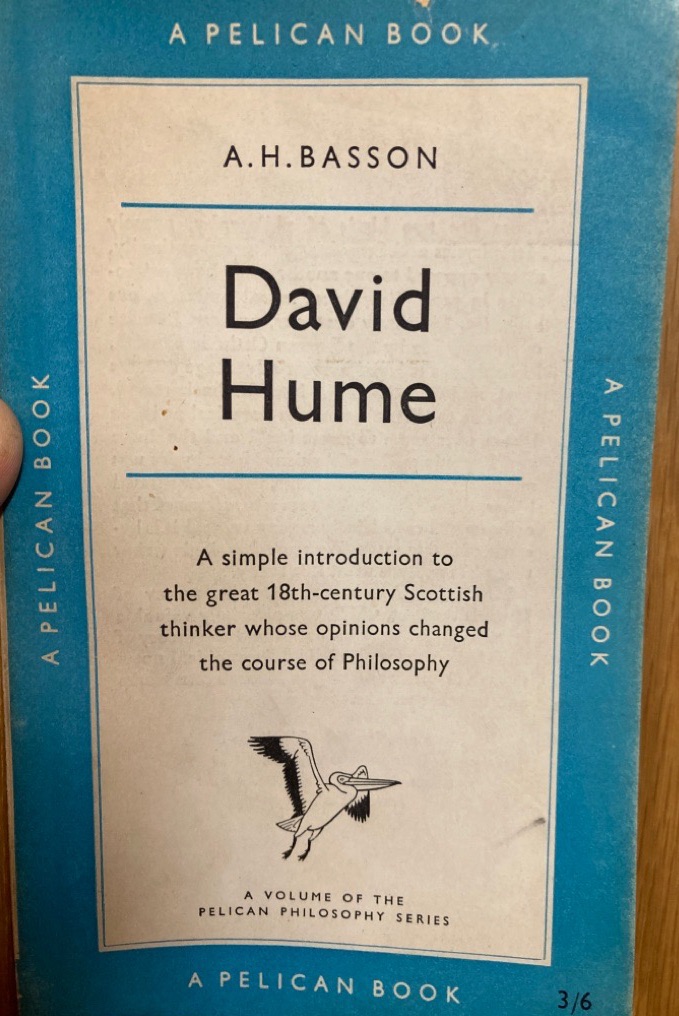 A PELICAN BOOK
A.H.BASSON
David
Hume
A PELICAN BOOK
A PELICAN BOOK
A simple introduction to
the great 18th-century Scottish
thinker whose opinions changed
the course of Philosophy
A VOLUME OF THE
PELICAN PHILOSOPHY SERIES
A PELICAN BOOK
3/6